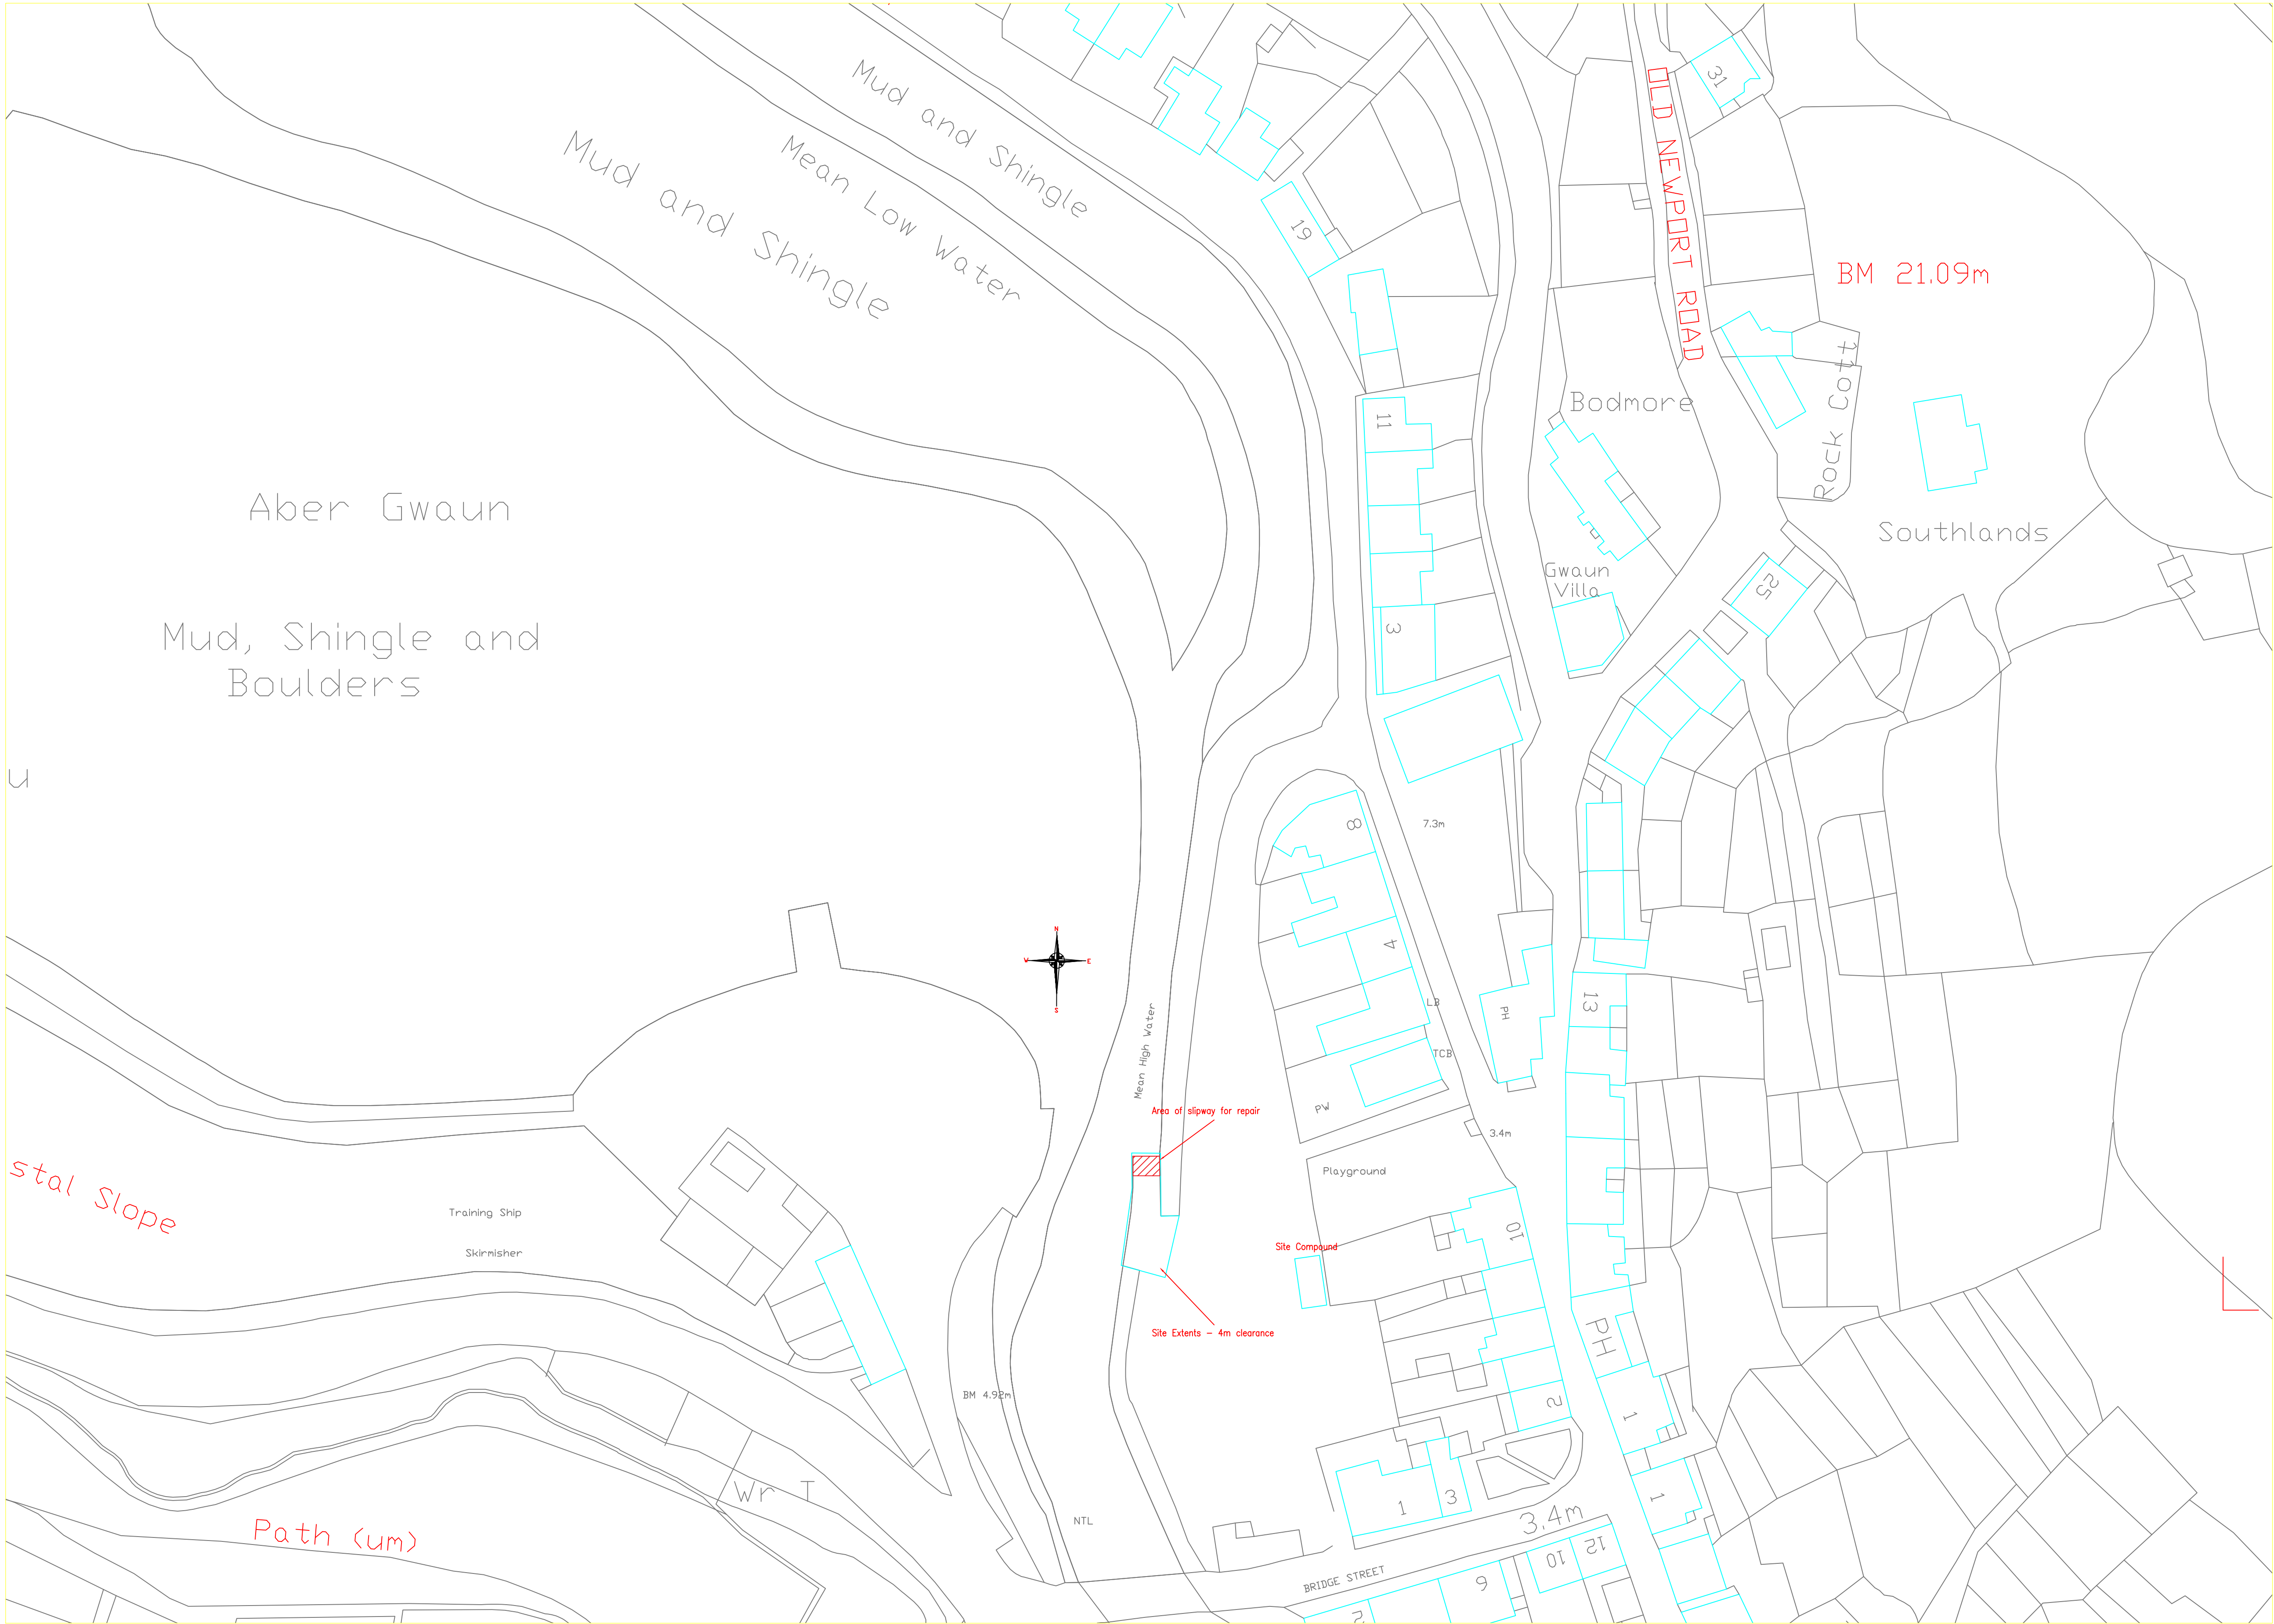 Mud and Shingle
Mud and Shingle
Mean Low Water
31
OLD NEWPORT ROAD
19
BM 21.09m
11
Bodmore
Rock Cott
Aber Gwaun
Southlands
Mud, Shingle and
Boulders
Gwaun
Villa
25
3
u
8
7.3m
4
N
W
E
S
LB
PH
13
Mean High Water
TCB
Area of slipway for repair
PW
3.4m
stal Slope
Playground
Training Ship
Skirmisher
10
Site Compound
Site Extents - 4m clearance
PH
BM 4.92m
2
1
Wr T
1
3
1
NTL
3.4m
Path (um)
BRIDGE STREET
10
12
9